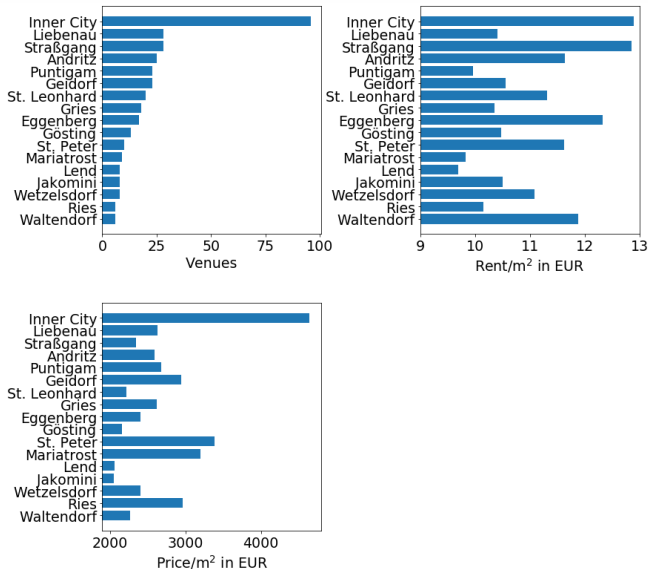 Inner City
Liebenau
Straßgang
Andritz
Puntigam
Geidorf
St. Leonhard
Gries
Eggenberg
Gösting
St. Peter
Mariatrost
Lend
Jakomini
Wetzelsdorf
Ries
Waltendorf
0 25 50 75 100
Venues
Inner City
Liebenau
Straßgang
Andritz
Puntigam
Geidorf
St. Leonhard
Gries
Eggenberg
Gösting
St. Peter
Mariatrost
Lend
Jakomini
Wetzelsdorf
Ries
Waltendorf
9 10 11 12 13
Rent/m² in EUR
Inner City
Liebenau
Straßgang
Andritz
Puntigam
Geidorf
St. Leonhard
Gries
Eggenberg
Gösting
St. Peter
Mariatrost
Lend
Jakomini
Wetzelsdorf
Ries
Waltendorf
2000 3000 4000
Price/m² in EUR